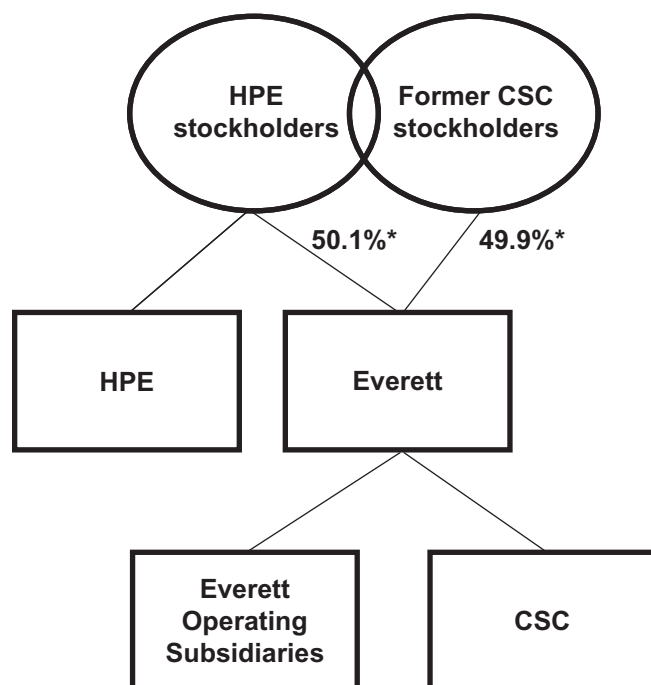 HPE
stockholders
Former CSC
stockholders
50.1%*
49.9%*
HPE
Everett
Everett
Operating
Subsidiaries
CSC